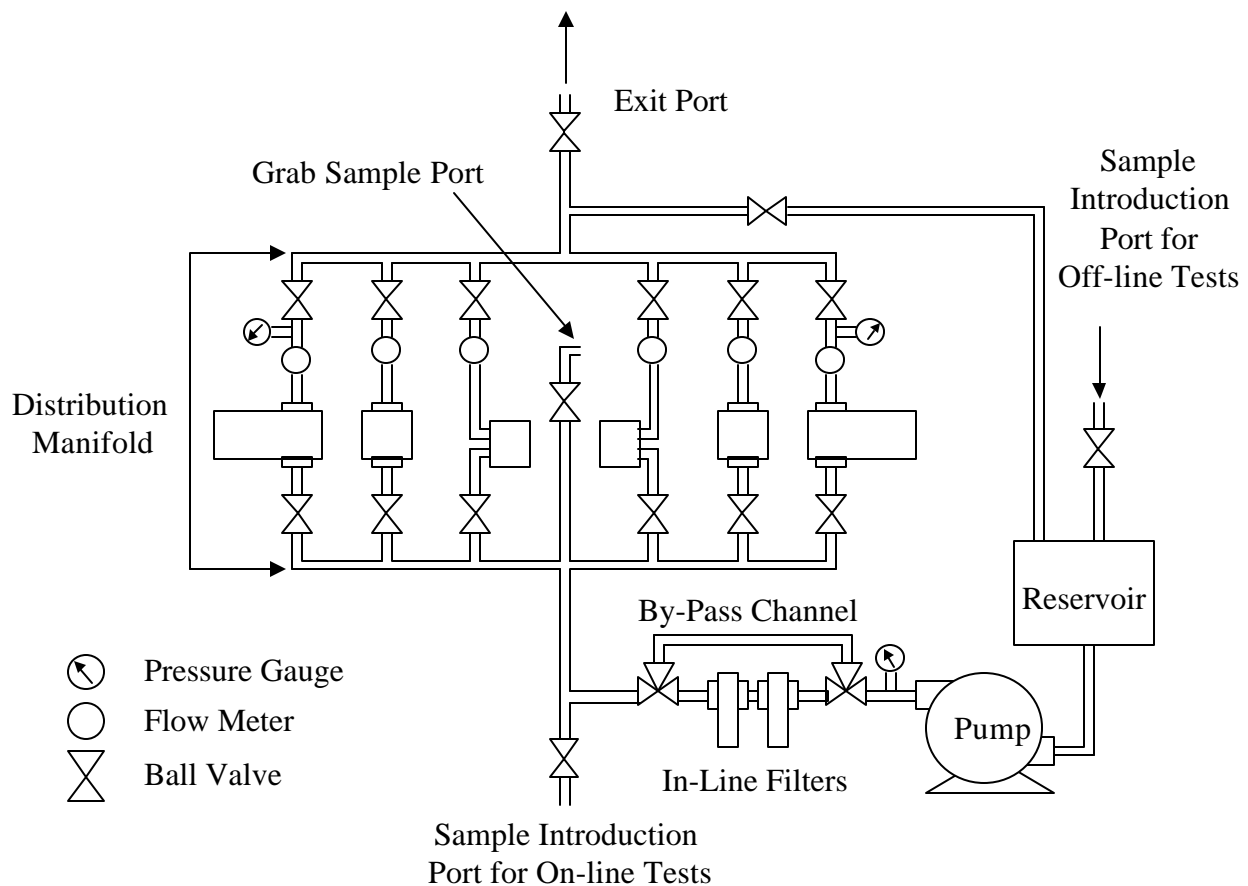 Exit Port
Grab Sample Port
Sample
Introduction
Port for
Off-line Tests
Distribution
Manifold
Reservoir
By-Pass Channel
Pressure Gauge
Flow Meter
Ball Valve
Pump
In-Line Filters
Sample Introduction
Port for On-line Tests